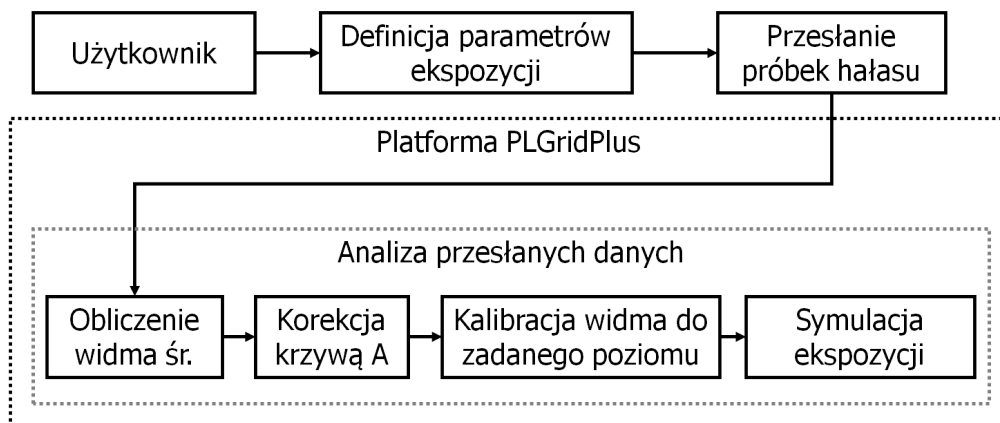 Użytkownik
Definicja parametrów
ekspozycji
Przesłanie
próbek hałasu
Platforma PLGridPlus
Analiza przesłanych danych
Obliczenie
widma śr.
Korekcja
krzywą A
Kalibracja widma do
zadanego poziomu
Symulacja
ekspozycji